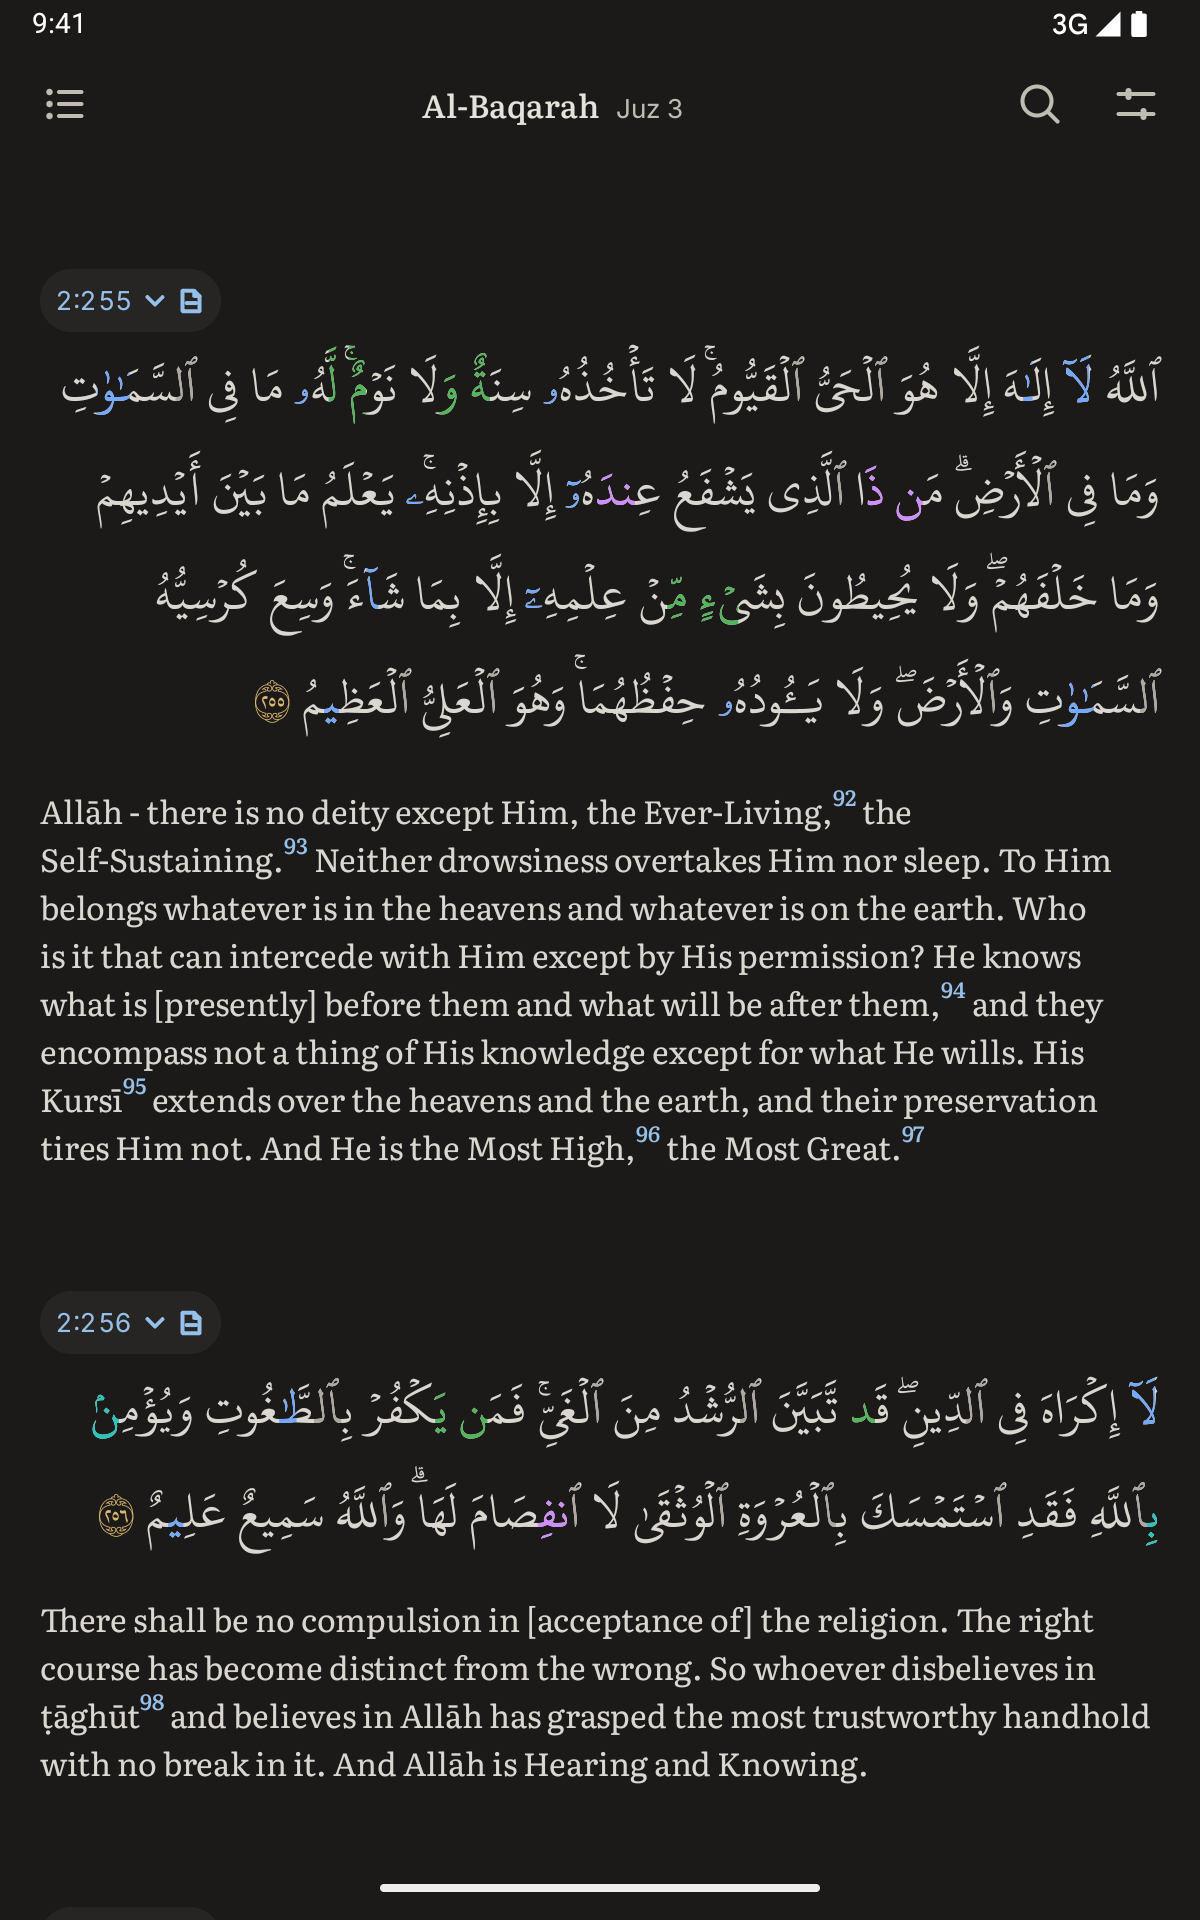 9:41
3G
Al-Baqarah Juz 3
2:255
ٱللَّهُ لَآ إِلَـٰهَ إِلَّا هُوَ ٱلْحَىُّ ٱلْقَيُّومُ ۚ لَا تَأْخُذُهُۥ سِنَةٌ وَلَا نَوْمٌ ۚ لَّهُۥ مَا فِى ٱلسَّمَـٰوَٰتِ
وَمَا فِى ٱلْأَرْضِ ۗ مَن ذَا ٱلَّذِى يَشْفَعُ عِندَهُۥٓ إِلَّا بِإِذْنِهِۦ ۚ يَعْلَمُ مَا بَيْنَ أَيْدِيهِمْ
وَمَا خَلْفَهُمْ ۖ وَلَا يُحِيطُونَ بِشَىْءٍ مِّنْ عِلْمِهِۦٓ إِلَّا بِمَا شَآءَ ۚ وَسِعَ كُرْسِيُّهُ
ٱلسَّمَـٰوَٰتِ وَٱلْأَرْضَ ۖ وَلَا يَـُٔودُهُۥ حِفْظُهُمَا ۚ وَهُوَ ٱلْعَلِىُّ ٱلْعَظِيمُ ٢٥٥
Allāh - there is no deity except Him, the Ever-Living,92 the
Self-Sustaining.93 Neither drowsiness overtakes Him nor sleep. To Him
belongs whatever is in the heavens and whatever is on the earth. Who
is it that can intercede with Him except by His permission? He knows
what is [presently] before them and what will be after them,94 and they
encompass not a thing of His knowledge except for what He wills. His
Kursī95 extends over the heavens and the earth, and their preservation
tires Him not. And He is the Most High,96 the Most Great.97
2:256
لَآ إِكْرَاهَ فِى ٱلدِّينِ ۖ قَد تَّبَيَّنَ ٱلرُّشْدُ مِنَ ٱلْغَىِّ ۚ فَمَن يَكْفُرْ بِٱلطَّـٰغُوتِ وَيُؤْمِنۢ
بِٱللَّهِ فَقَدِ ٱسْتَمْسَكَ بِٱلْعُرْوَةِ ٱلْوُثْقَىٰ لَا ٱنفِصَامَ لَهَا ۗ وَٱللَّهُ سَمِيعٌ عَلِيمٌ ٢٥٦
There shall be no compulsion in [acceptance of] the religion. The right
course has become distinct from the wrong. So whoever disbelieves in
ṭāghūt98 and believes in Allāh has grasped the most trustworthy handhold
with no break in it. And Allāh is Hearing and Knowing.